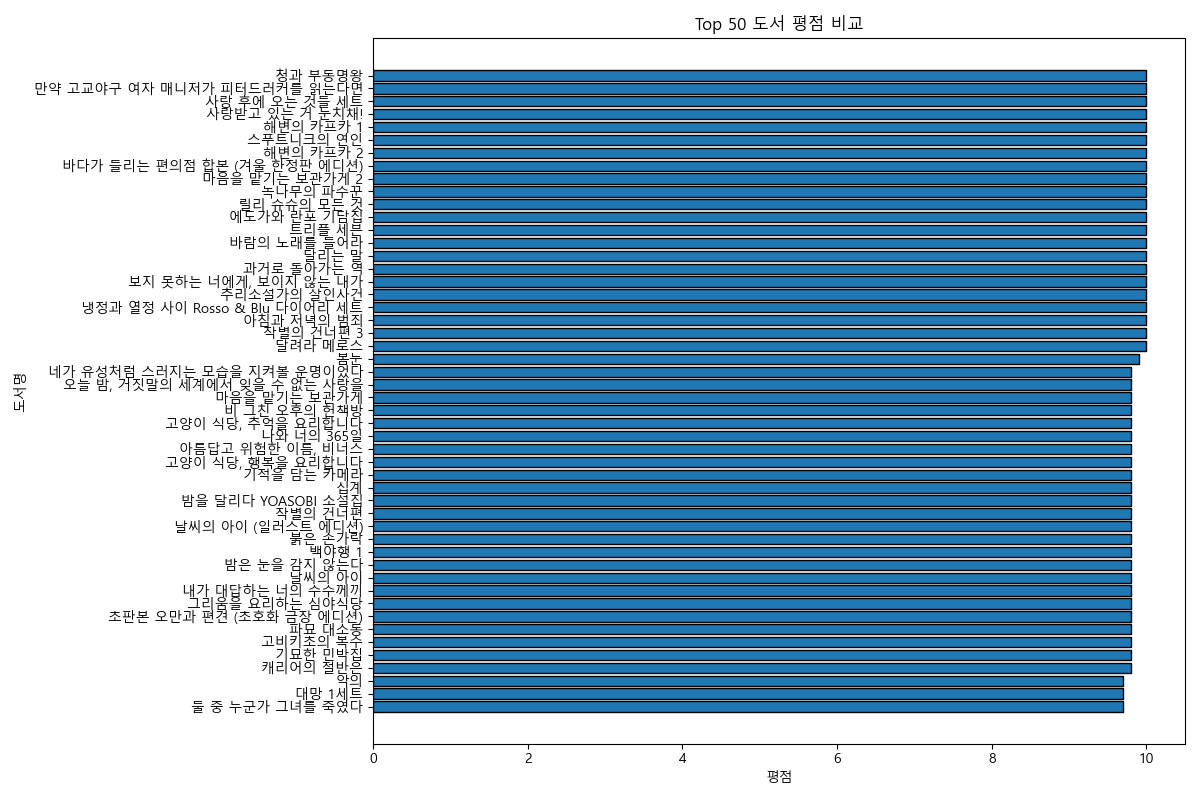 Top 50 도서 평점 비교
청과 부동명왕
만약 고교야구 여자 매니저가 피터드러커를 읽는다면
사랑 후에 오는 것들 세트
사랑받고 있는 거 눈치채!
해변의 카프카 1
스푸트니크의 연인
해변의 카프카 2
바다가 들리는 편의점 합본 (겨울 한정판 에디션)
마음을 맡기는 보관가게 2
녹나무의 파수꾼
릴리 슈슈의 모든 것
에도가와 란포 기담집
트리플 세븐
바람의 노래를 들어라
달리는 말
과거로 돌아가는 역
보지 못하는 너에게, 보이지 않는 내가
추리소설가의 살인사건
냉정과 열정 사이 Rosso & Blu 다이어리 세트
아침과 저녁의 범죄
작별의 건너편 3
달려라 메로스
봄눈
네가 유성처럼 스러지는 모습을 지켜볼 운명이었다
오늘 밤, 거짓말의 세계에서 잊을 수 없는 사랑을
마음을 맡기는 보관가게
비 그친 오후의 헌책방
고양이 식당, 추억을 요리합니다
나와 너의 365일
아름답고 위험한 이름, 비너스
고양이 식당, 행복을 요리합니다
기적을 담는 카메라
십계
밤을 달리다 YOASOBI 소설집
작별의 건너편
날씨의 아이 (일러스트 에디션)
붉은 손가락
백야행 1
밤은 눈을 감지 않는다
날씨의 아이
내가 대답하는 너의 수수께끼
그리움을 요리하는 심야식당
초판본 오만과 편견 (초호화 금장 에디션)
파묘 대소동
고비키초의 복수
기묘한 민박집
캐리어의 절반은
악의
대망 1세트
둘 중 누군가 그녀를 죽였다
도서명
0 2 4 6 8 10
평점